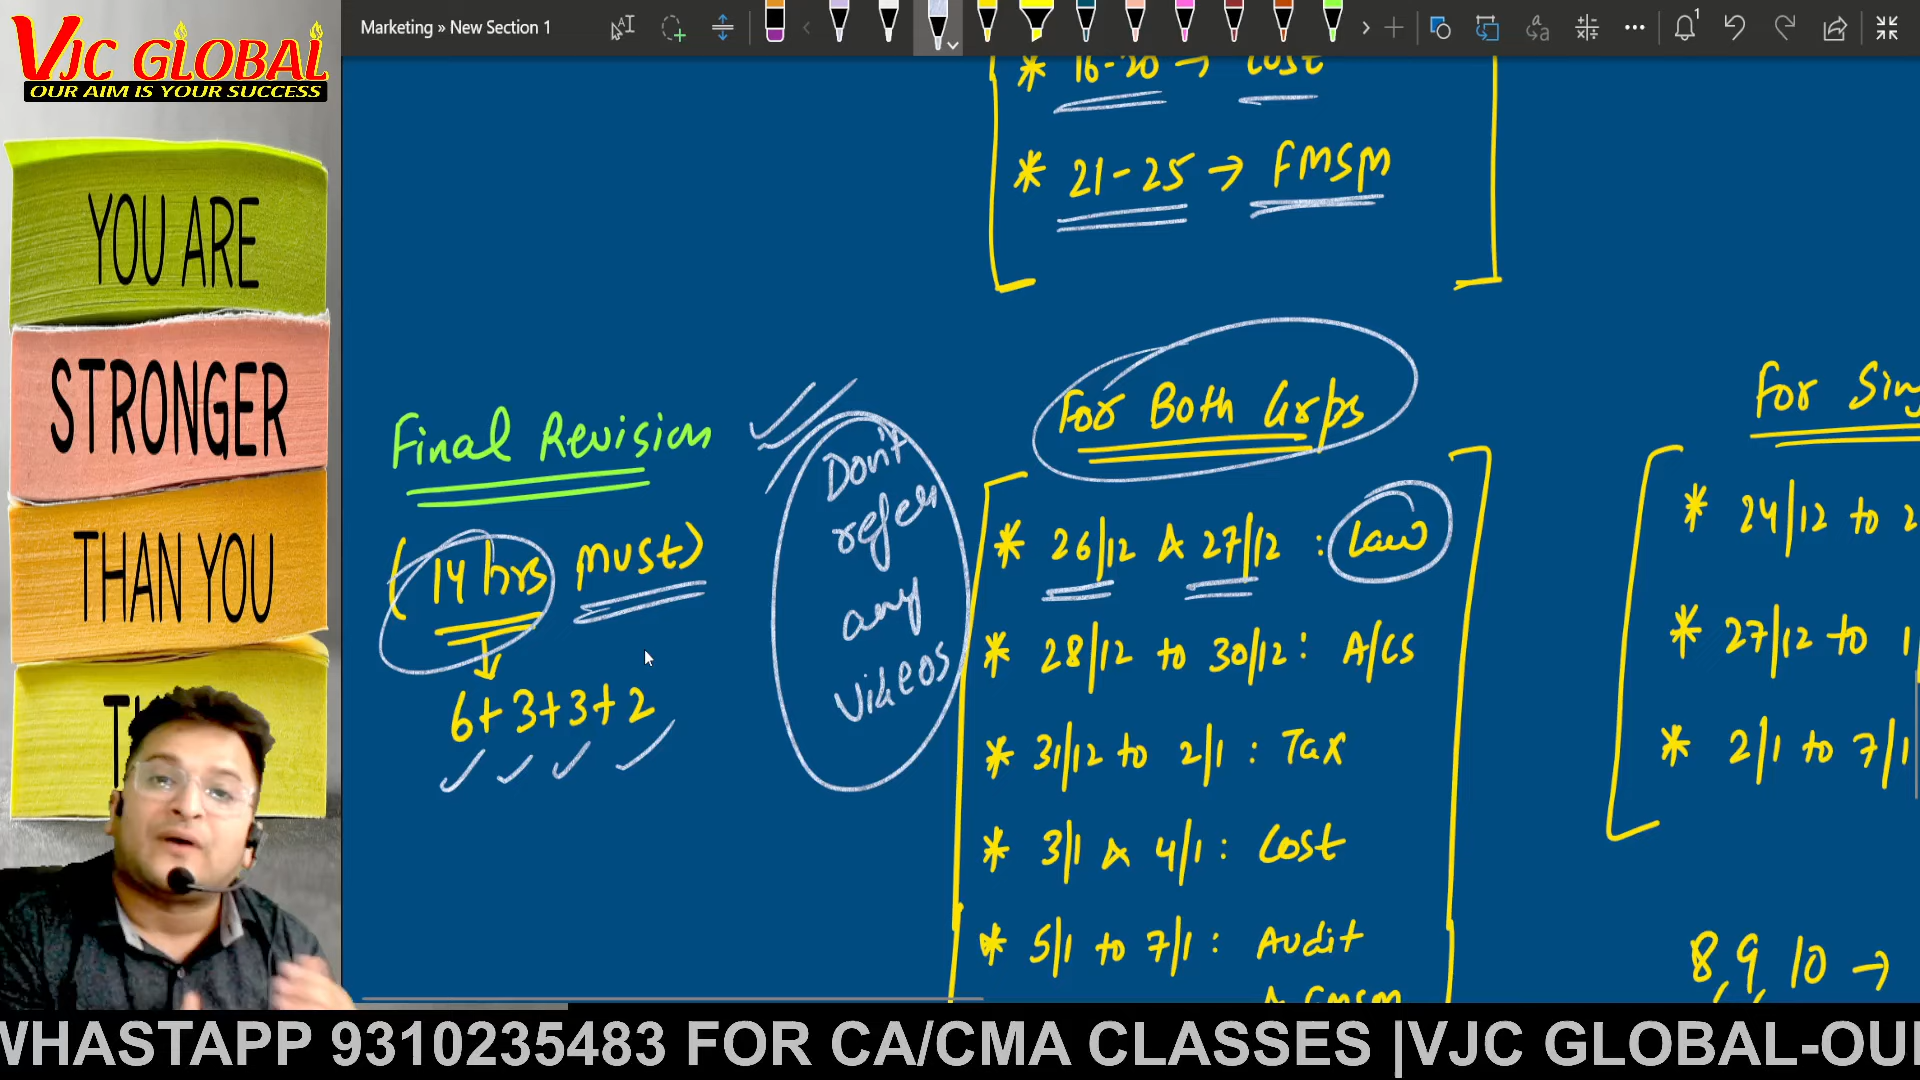 VJC GLOBAL
OUR AIM IS YOUR SUCCESS
Marketing » New Section 1
YOU ARE
STRONGER
THAN YOU
* 16-20 → Cost
* 21-25 → FMSM
Final Revision
(14 hrs must)
6+3+3+2
Don't
refer
any
videos
For Both Grps
* 26/12 & 27/12 : Law
* 28/12 to 30/12 : A/CS
* 31/12 to 2/1 : Tax
* 3/1 & 4/1 : Cost
* 5/1 to 7/1 : Audit
& FMSM
For Sin
* 24/12 to 2
* 27/12 to 1
* 2/1 to 7/1
8, 9, 10 →
WHASTAPP 9310235483 FOR CA/CMA CLASSES |VJC GLOBAL-OU